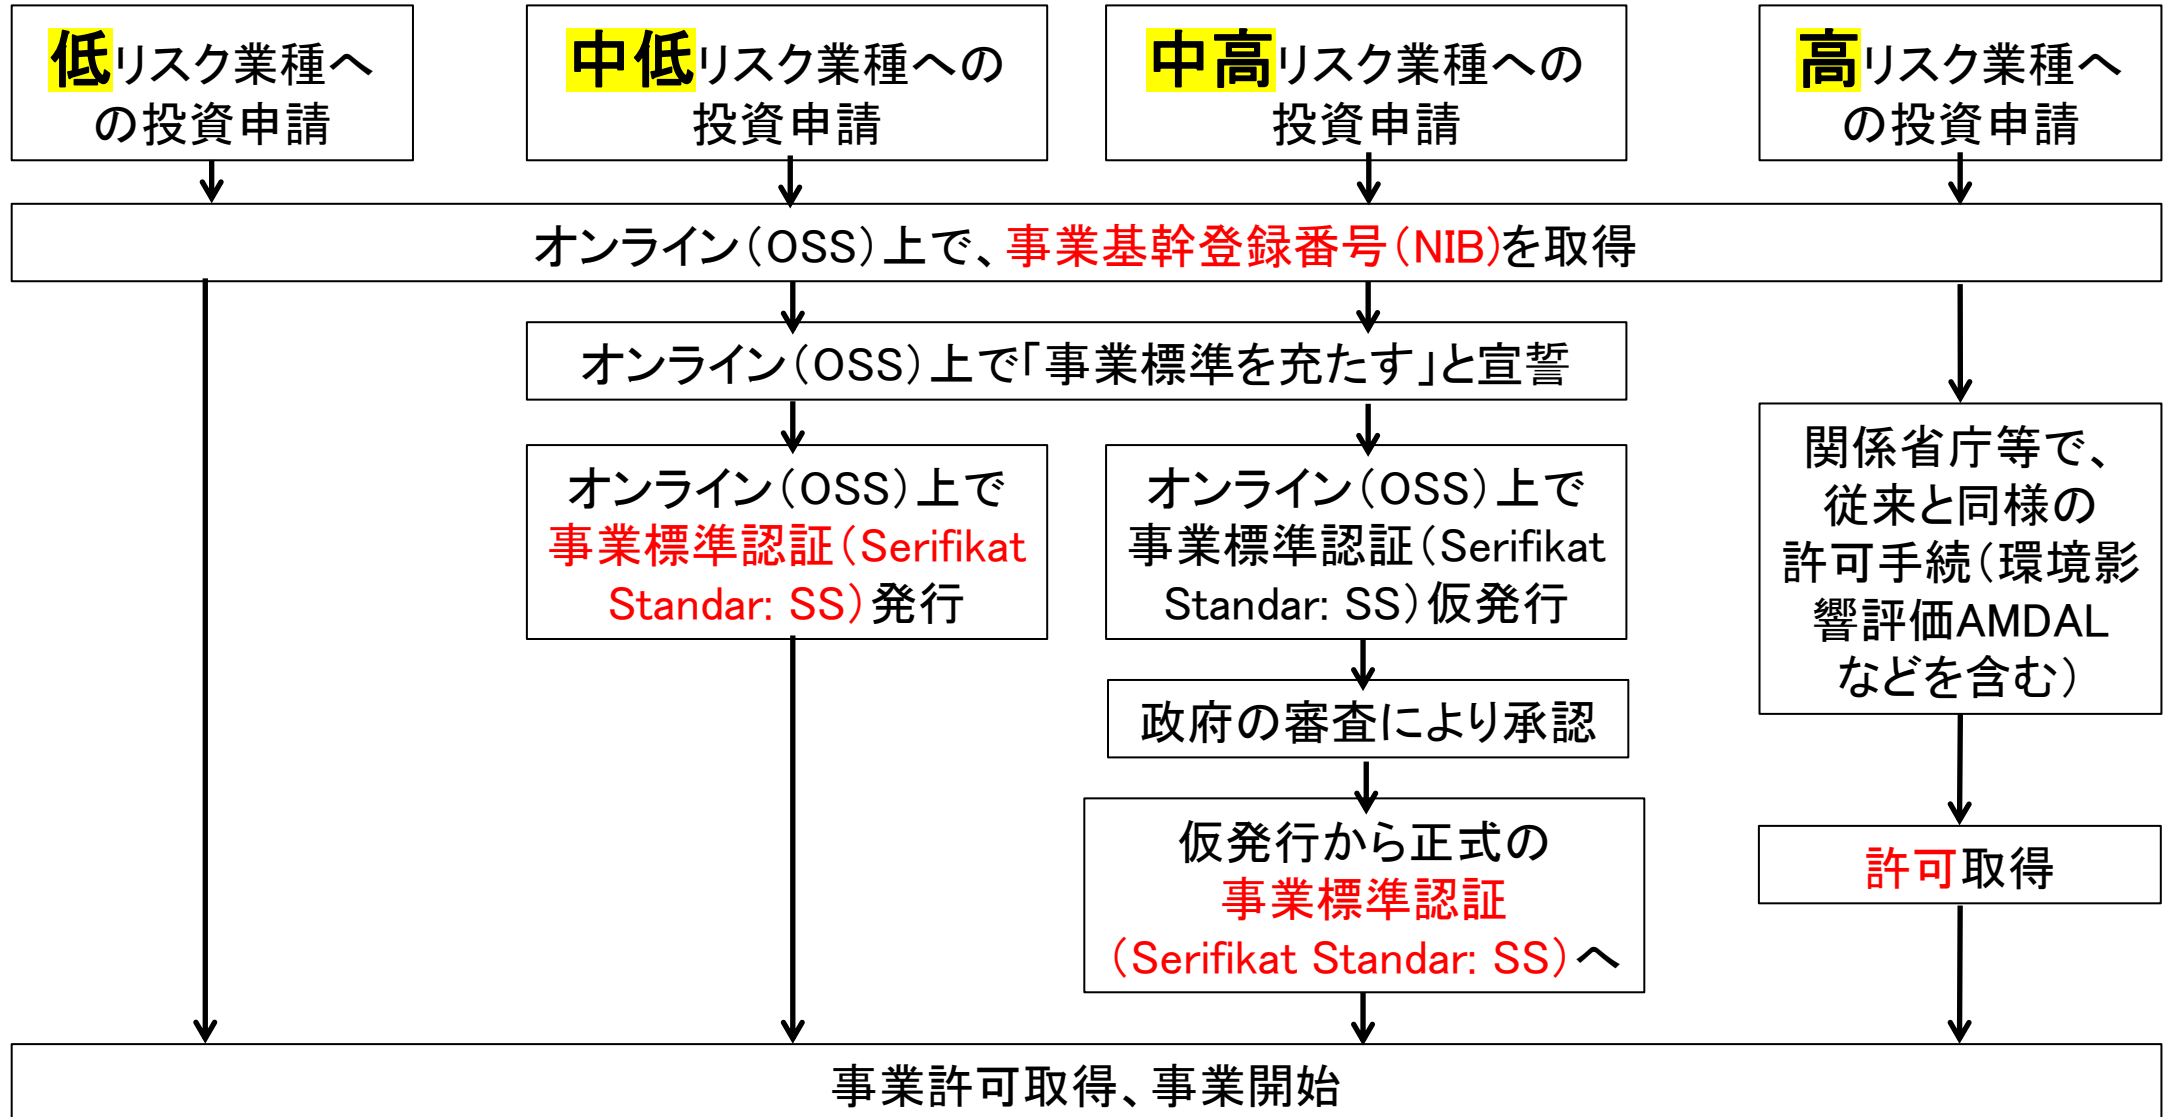 低リスク業種へ
の投資申請
中低リスク業種への
投資申請
中高リスク業種への
投資申請
高リスク業種へ
の投資申請
オンライン（OSS）上で、事業基幹登録番号（NIB)を取得
オンライン（OSS）上で「事業標準を充たす」と宣誓
オンライン（OSS）上で
事業標準認証（Serifikat
Standar: SS）発行
オンライン（OSS）上で
事業標準認証（Serifikat
Standar: SS）仮発行
関係省庁等で、
従来と同様の
許可手続（環境影
響評価AMDAL
などを含む）
政府の審査により承認
仮発行から正式の
事業標準認証
（Serifikat Standar: SS）へ
許可取得
事業許可取得、事業開始